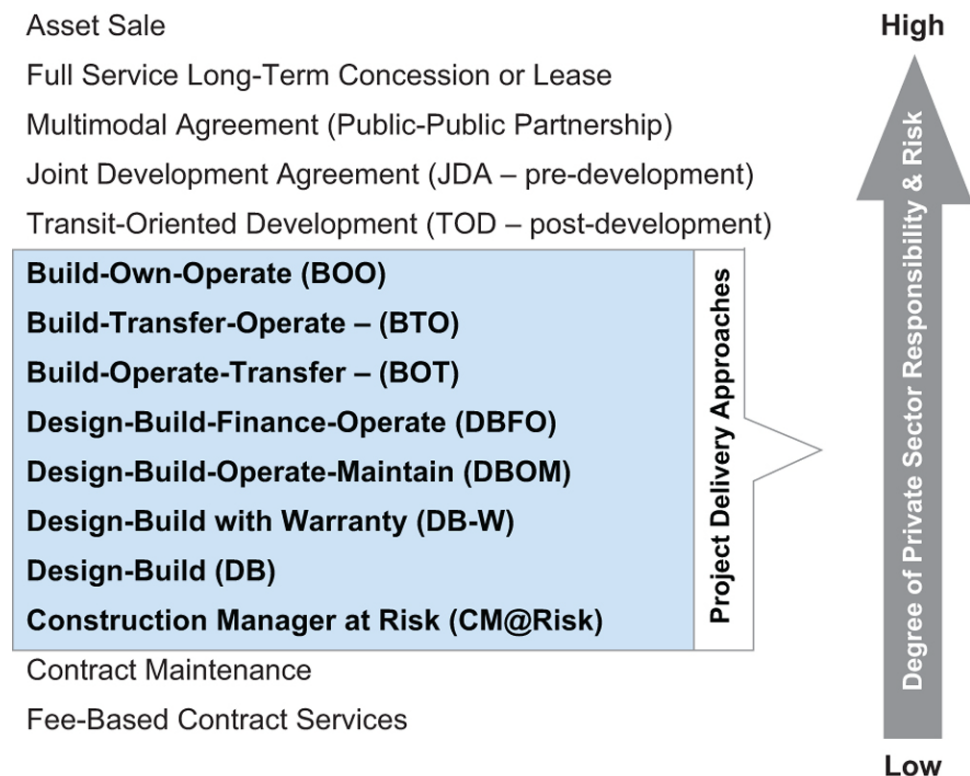 Asset Sale
Full Service Long-Term Concession or Lease
Multimodal Agreement (Public-Public Partnership)
Joint Development Agreement (JDA – pre-development)
Transit-Oriented Development (TOD – post-development)
Build-Own-Operate (BOO)
Build-Transfer-Operate – (BTO)
Build-Operate-Transfer – (BOT)
Design-Build-Finance-Operate (DBFO)
Design-Build-Operate-Maintain (DBOM)
Design-Build with Warranty (DB-W)
Design-Build (DB)
Construction Manager at Risk (CM@Risk)
Contract Maintenance
Fee-Based Contract Services
Project Delivery Approaches
High
Degree of Private Sector Responsibility & Risk
Low